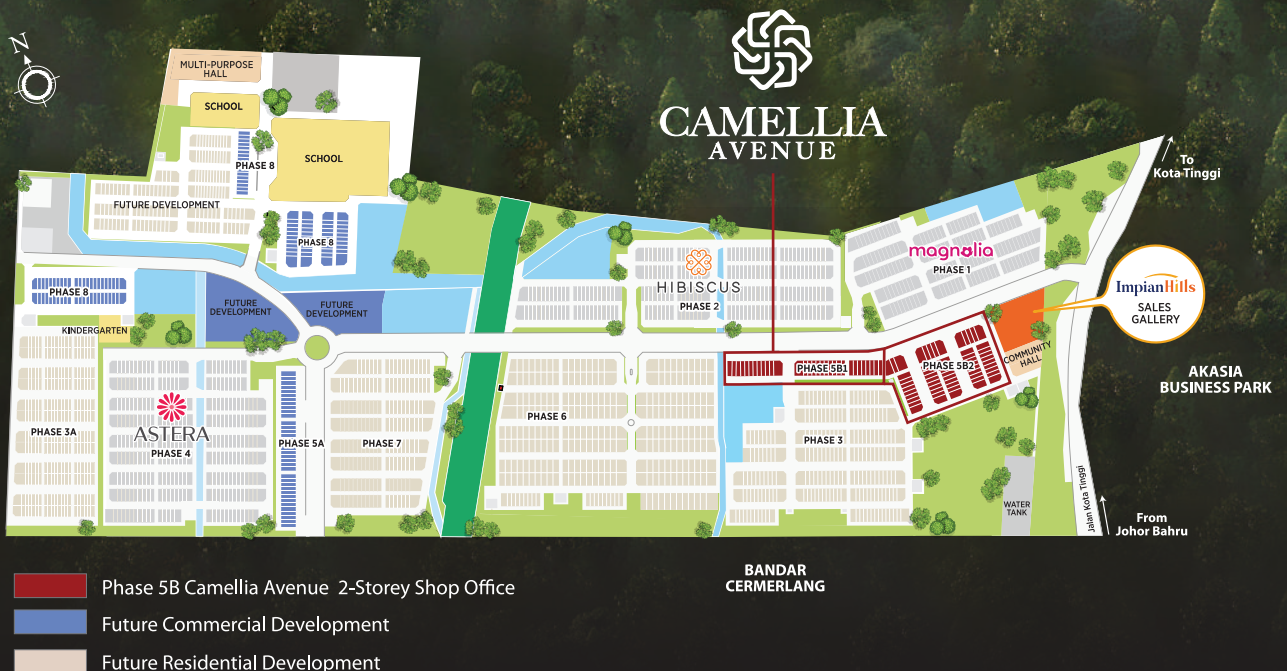 N
CAMELLIA
AVENUE
To
Kota Tinggi
MULTI-PURPOSE
HALL
SCHOOL
SCHOOL
PHASE 8
FUTURE DEVELOPMENT
PHASE 8
magnolia
PHASE 1
HIBISCUS
PHASE 2
ImpianHills
SALES
GALLERY
PHASE 8
FUTURE
DEVELOPMENT
FUTURE
DEVELOPMENT
KINDERGARTEN
PHASE 5B1
PHASE 5B2
COMMUNITY
HALL
AKASIA
BUSINESS PARK
PHASE 3A
ASTERA
PHASE 4
PHASE 5A
PHASE 7
PHASE 6
PHASE 3
WATER
TANK
Jalan Kota Tinggi
From
Johor Bahru
BANDAR
CERMERLANG
Phase 5B Camellia Avenue 2-Storey Shop Office
Future Commercial Development
Future Residential Development